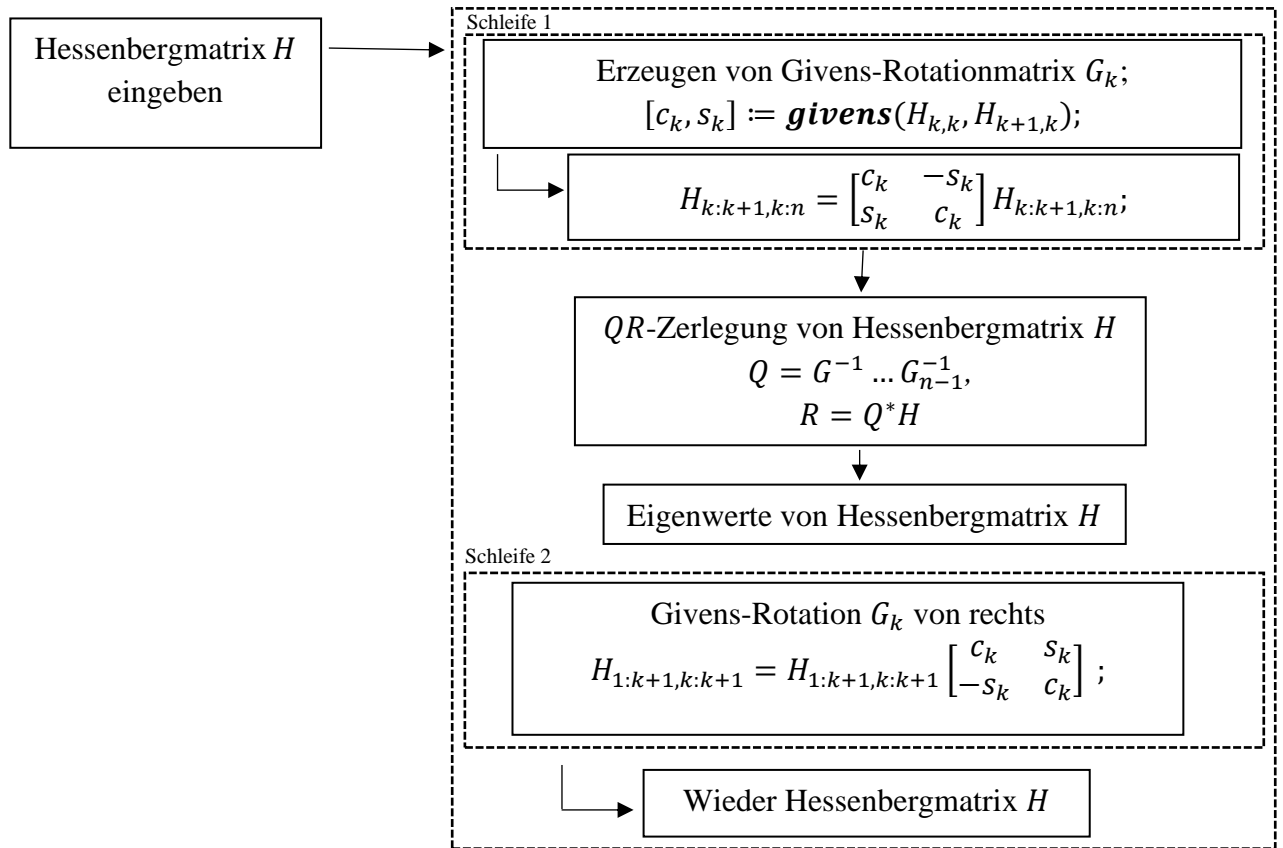 Hessenbergmatrix H
eingeben
Schleife 1
Erzeugen von Givens-Rotationmatrix G_k;
[c_k, s_k] ≔ givens(H_{k,k}, H_{k+1,k});
H_{k:k+1,k:n} = [c_k −s_k; s_k c_k] H_{k:k+1,k:n};
QR-Zerlegung von Hessenbergmatrix H
Q = G^{−1} … G_{n−1}^{−1},
R = Q^*H
Eigenwerte von Hessenbergmatrix H
Schleife 2
Givens-Rotation G_k von rechts
H_{1:k+1,k:k+1} = H_{1:k+1,k:k+1} [c_k s_k; −s_k c_k] ;
Wieder Hessenbergmatrix H